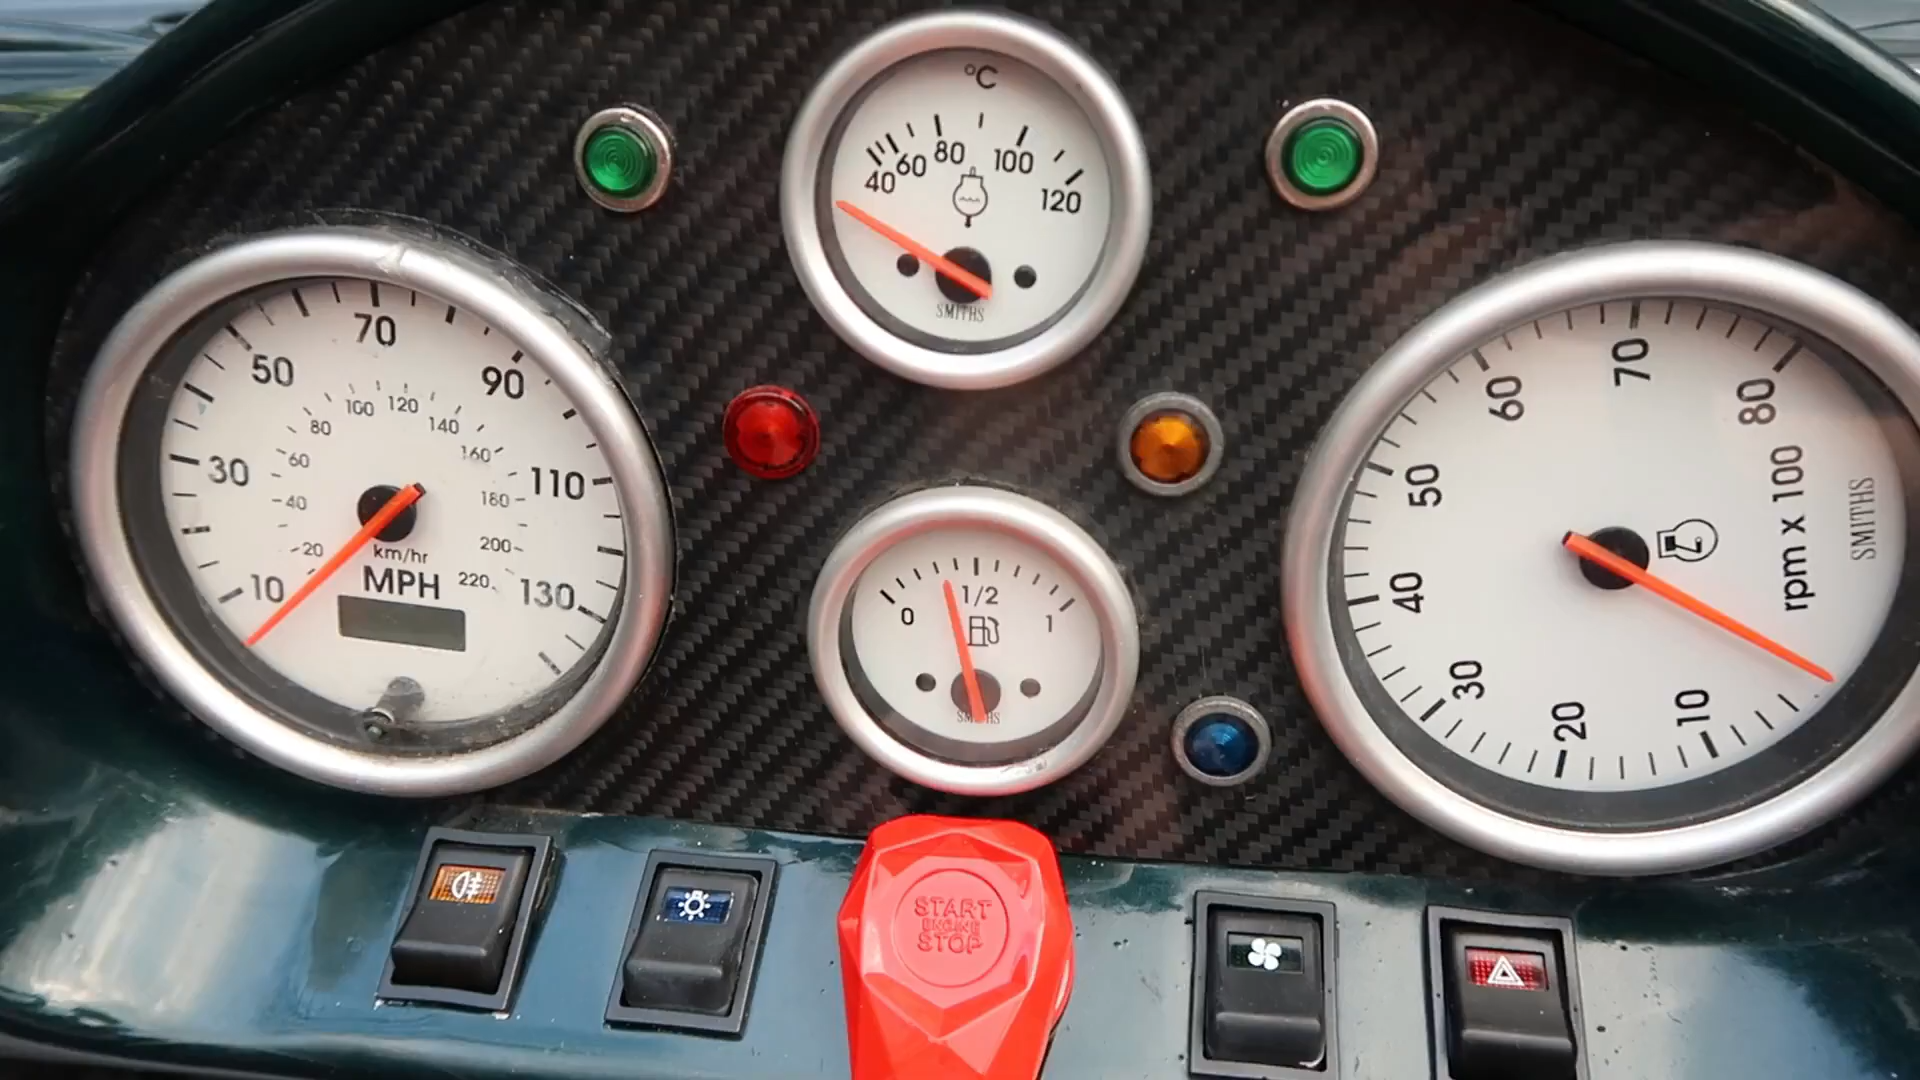 °C
40 60 80 100 120
SMITHS
10 30 50 70 90 110 130
20 40 60 80 100 120 140 160 180 200 220
km/hr
MPH
0 1/2 1
SMITHS
10 20 30 40 50 60 70 80
rpm x 100
SMITHS
START
ENGINE
STOP